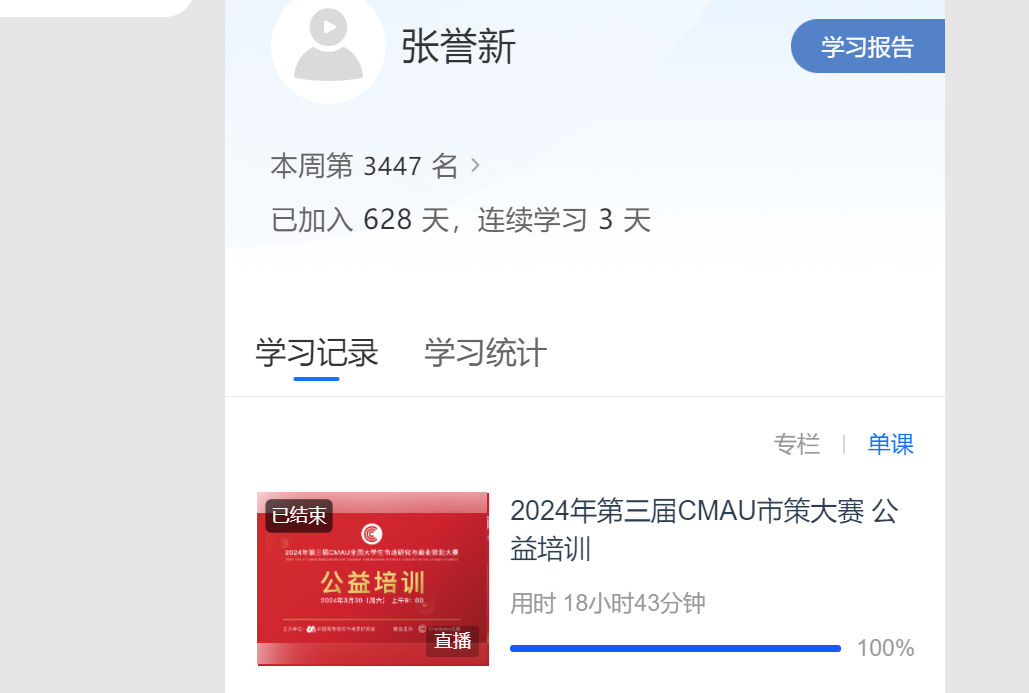 张誉新
学习报告
本周第 3447 名 >
已加入 628 天，连续学习 3 天
学习记录
学习统计
专栏 | 单课
已结束
2024年第三届CMAU全国大学生市场研究与商业策划大赛
公益培训
2024年3月30（周六） 上午9：00
直播
2024年第三届CMAU市策大赛 公
益培训
用时 18小时43分钟
100%